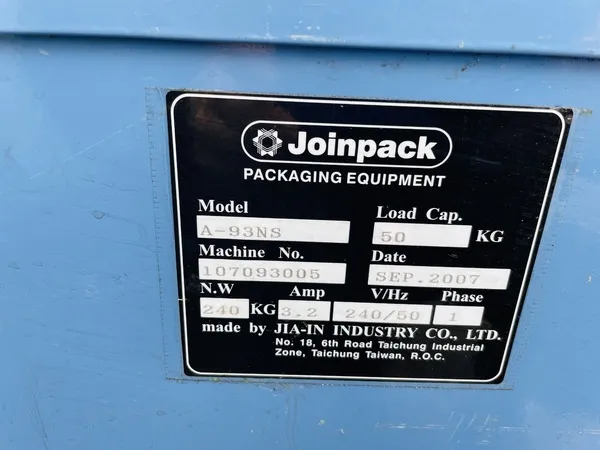 Joinpack
PACKAGING EQUIPMENT
Model Load Cap.
A-93NS 50 KG
Machine No. Date
107093005 SEP.2007
N.W Amp V/Hz Phase
240 KG 3.2 240/50 1
made by JIA-IN INDUSTRY CO., LTD.
No. 18, 6th Road Taichung Industrial
Zone, Taichung Taiwan, R.O.C.